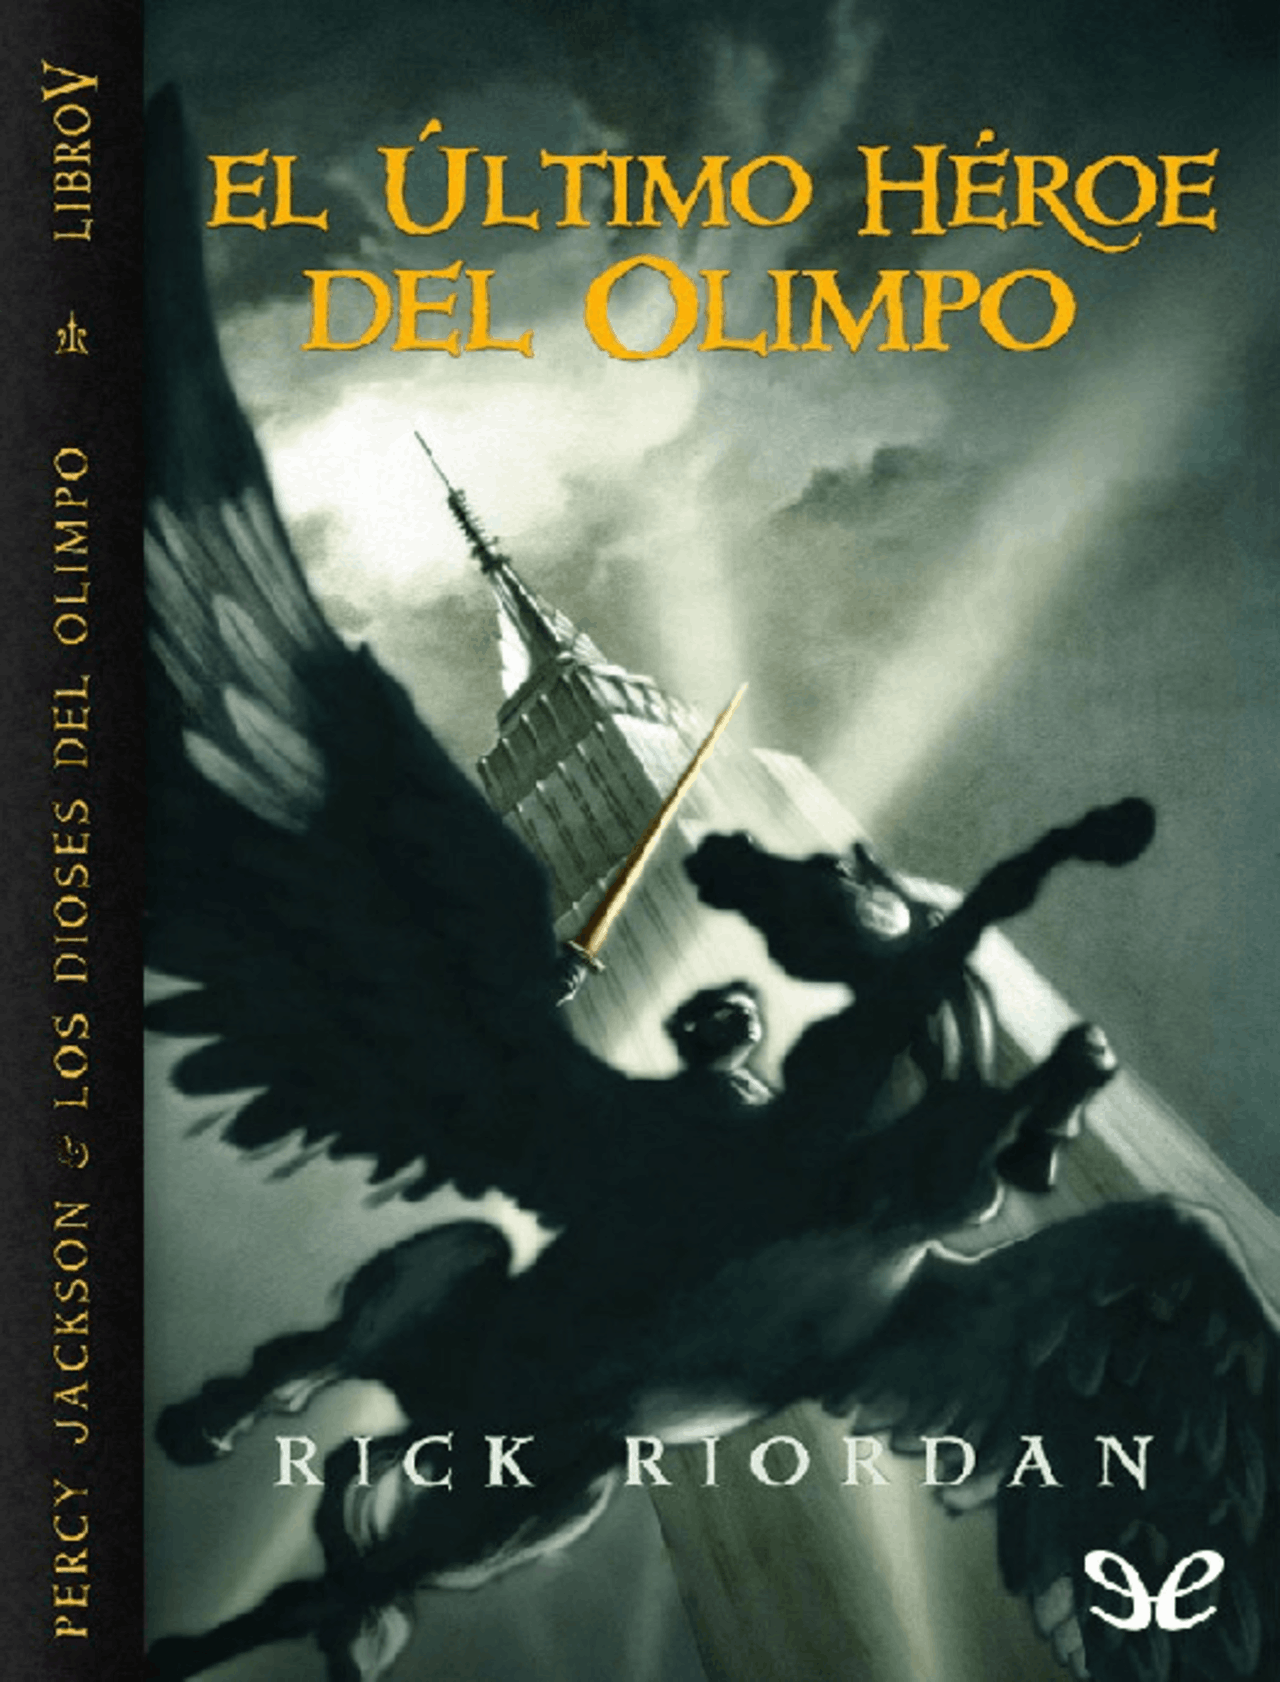 EL ÚLTIMO HÉROE
DEL OLIMPO
PERCY JACKSON & LOS DIOSES DEL OLIMPO LIBRO V
RICK RIORDAN